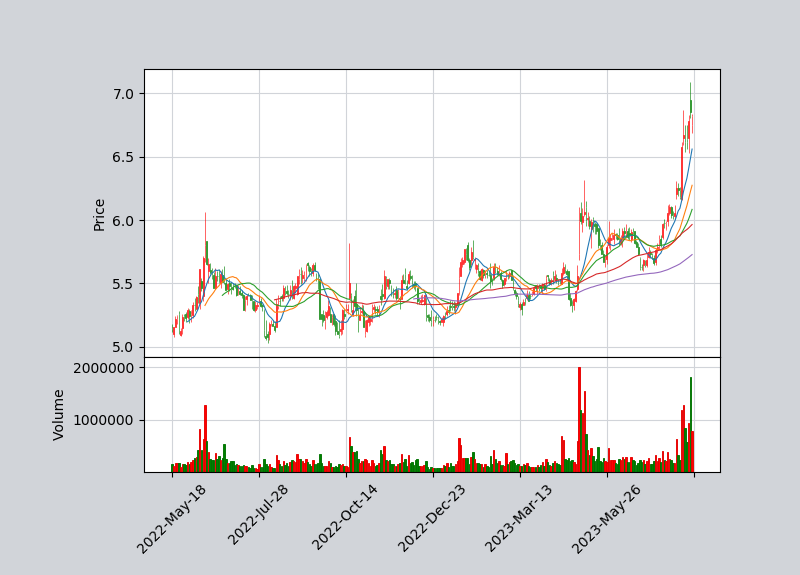 7.0
6.5
6.0
5.5
5.0
Price
2000000
1000000
Volume
2022-May-18
2022-Jul-28
2022-Oct-14
2022-Dec-23
2023-Mar-13
2023-May-26